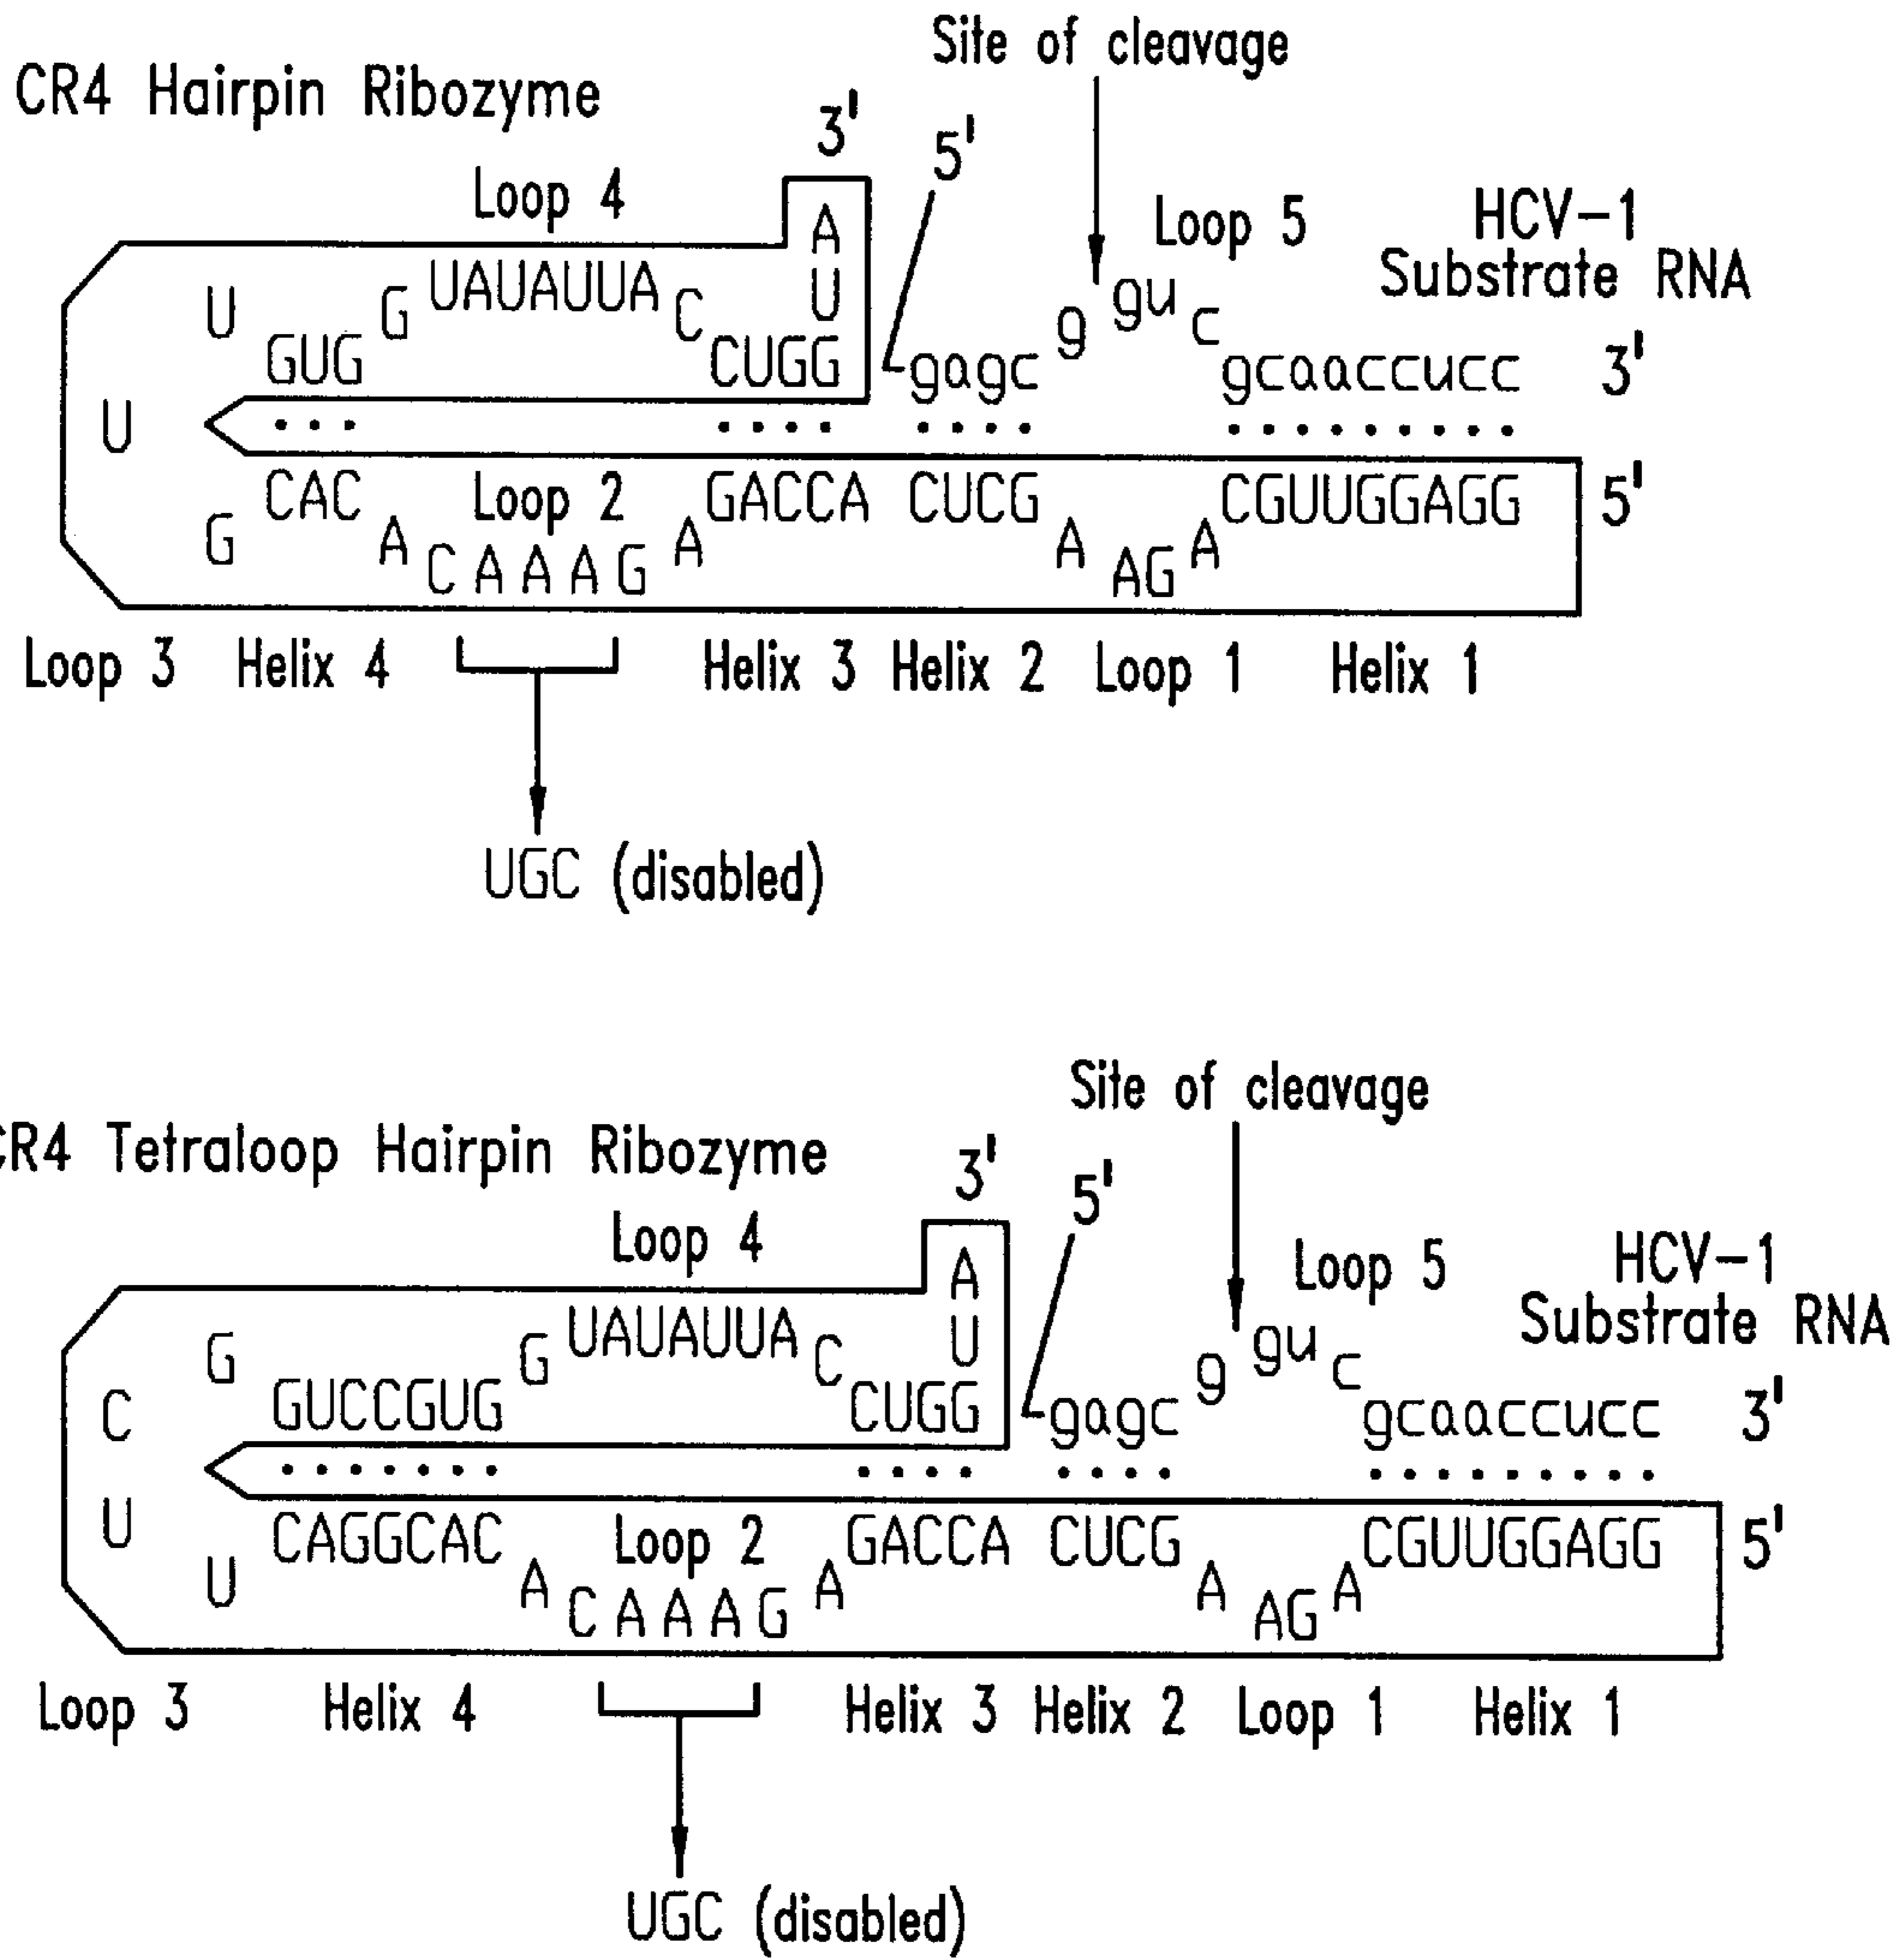 Site of cleavage
CR4 Hairpin Ribozyme
3'
5'
Loop 4
Loop 5
HCV-1
Substrate RNA
A
U
U
G
UAUAUUA
C
g
gu
c
GUG
CUGG
gagc
gcaaccucc
3'
U
CAC
Loop 2
GACCA
CUCG
CGUUGGAGG
5'
G
A
CAAAG
A
A
AG
A
Loop 3
Helix 4
Helix 3
Helix 2
Loop 1
Helix 1
UGC (disabled)
Site of cleavage
CR4 Tetraloop Hairpin Ribozyme
3'
5'
Loop 4
Loop 5
HCV-1
Substrate RNA
A
U
G
G
UAUAUUA
C
g
gu
c
C
GUCCGUG
CUGG
gagc
gcaaccucc
3'
U
CAGGCAC
Loop 2
GACCA
CUCG
CGUUGGAGG
5'
U
A
CAAAG
A
A
AG
A
Loop 3
Helix 4
Helix 3
Helix 2
Loop 1
Helix 1
UGC (disabled)